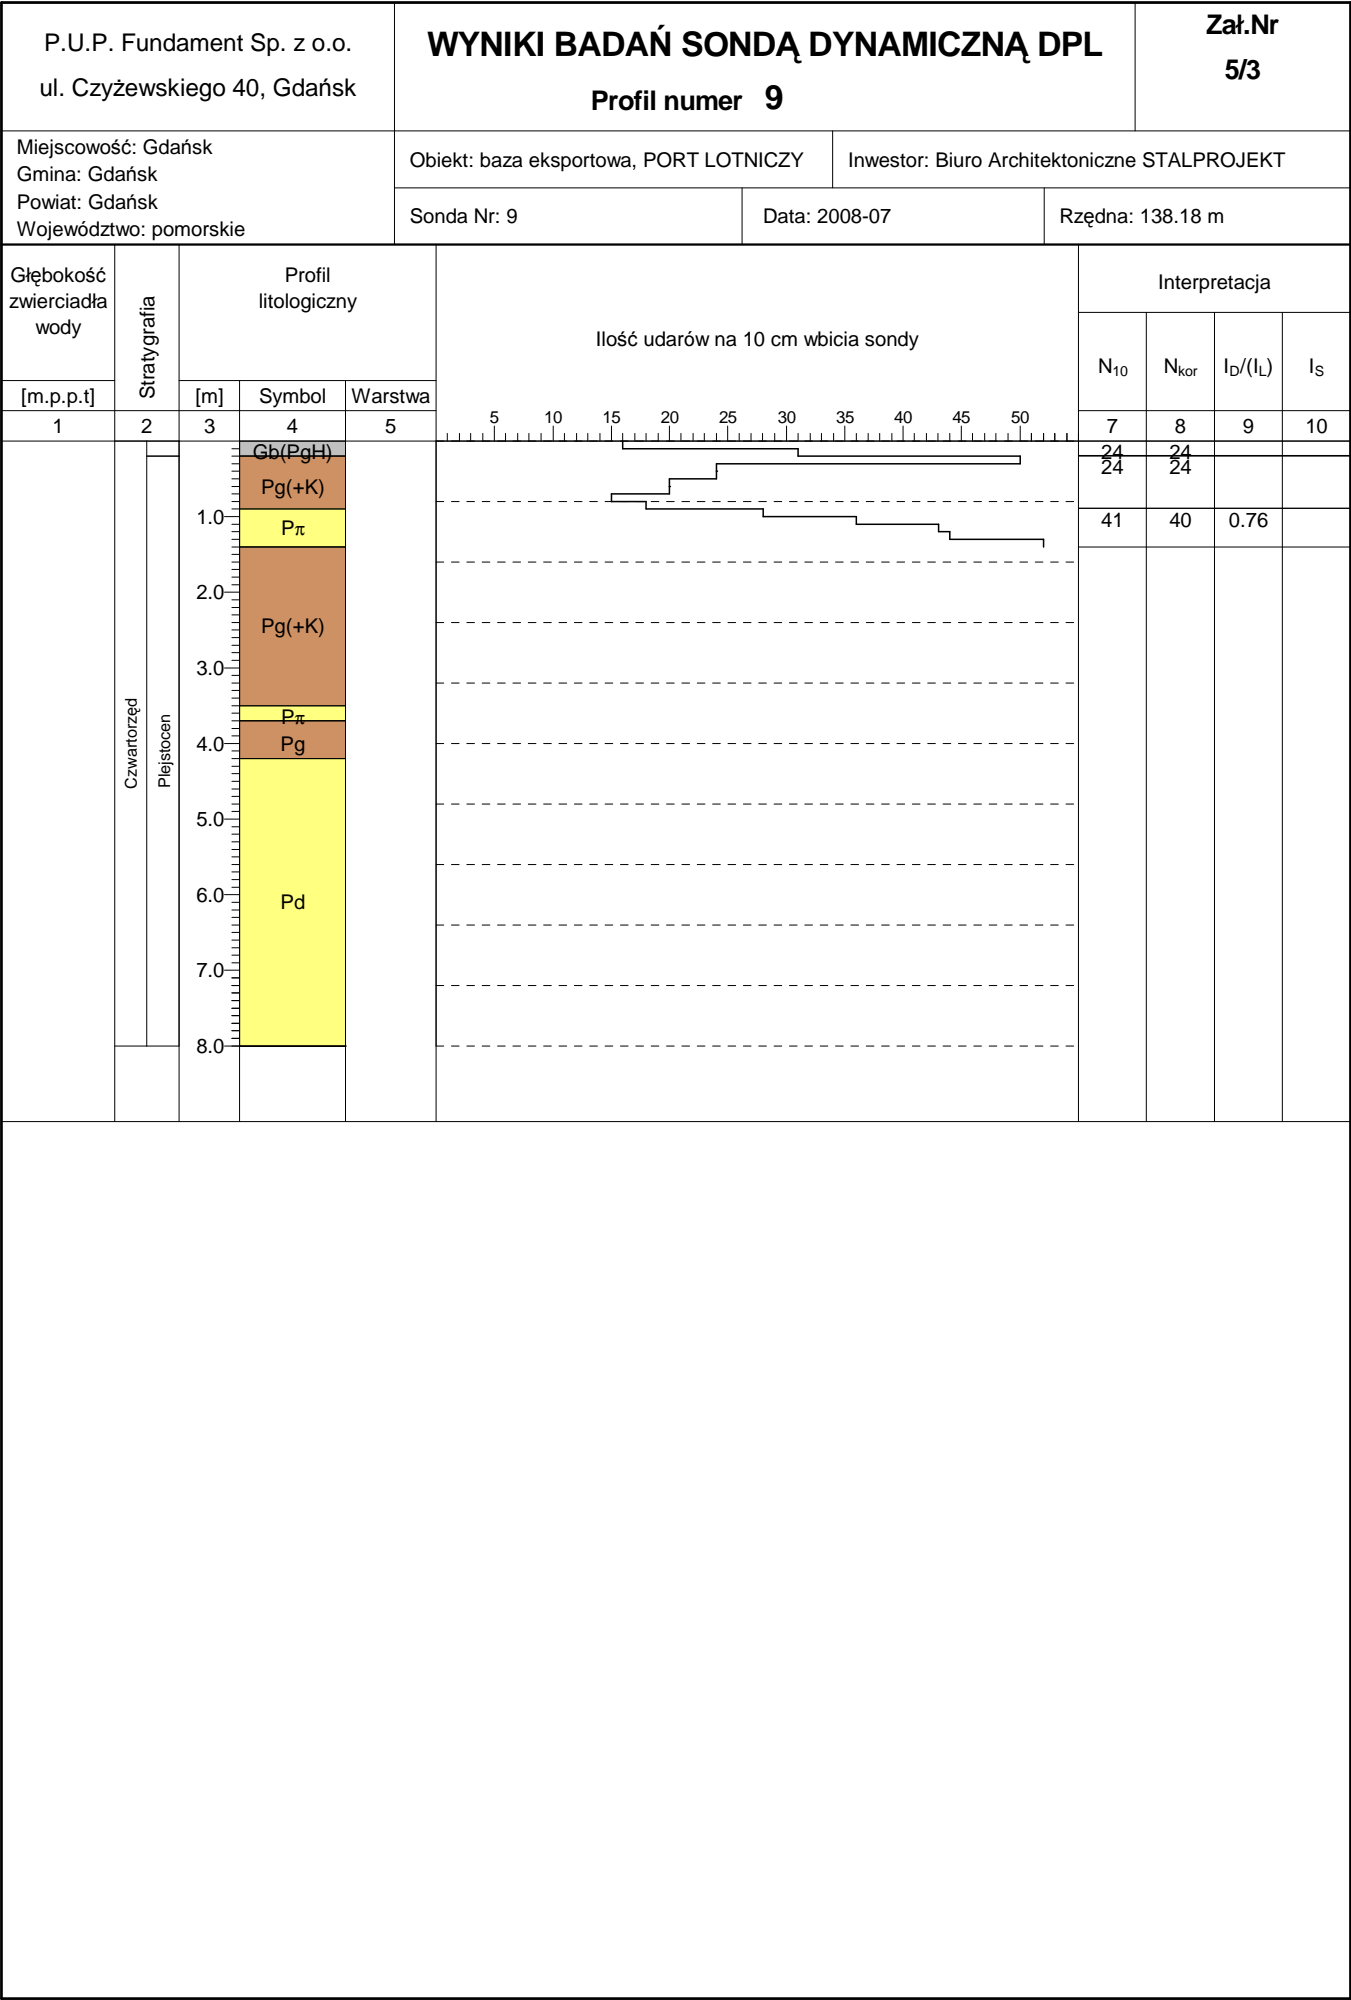 P.U.P. Fundament Sp. z o.o.
ul. Czyżewskiego 40, Gdańsk
WYNIKI BADAŃ SONDĄ DYNAMICZNĄ DPL
Profil numer 9
Zał.Nr
5/3
Miejscowość: Gdańsk
Gmina: Gdańsk
Powiat: Gdańsk
Województwo: pomorskie
Obiekt: baza eksportowa, PORT LOTNICZY
Inwestor: Biuro Architektoniczne STALPROJEKT
Sonda Nr: 9
Data: 2008-07
Rzędna: 138.18 m
Głębokość
zwierciadła
wody
[m.p.p.t]
Stratygrafia
Profil
litologiczny
[m] Symbol Warstwa
Ilość udarów na 10 cm wbicia sondy
Interpretacja
N10 Nkor ID/(IL) IS
5 10 15 20 25 30 35 40 45 50
1 2 3 4 5 7 8 9 10
Gb(PgH) 24 24
Pg(+K) 24 24
1.0 Pπ 41 40 0.76
2.0
Pg(+K)
3.0
Pπ
4.0 Pg
Czwartorzęd
Plejstocen
5.0
6.0 Pd
7.0
8.0